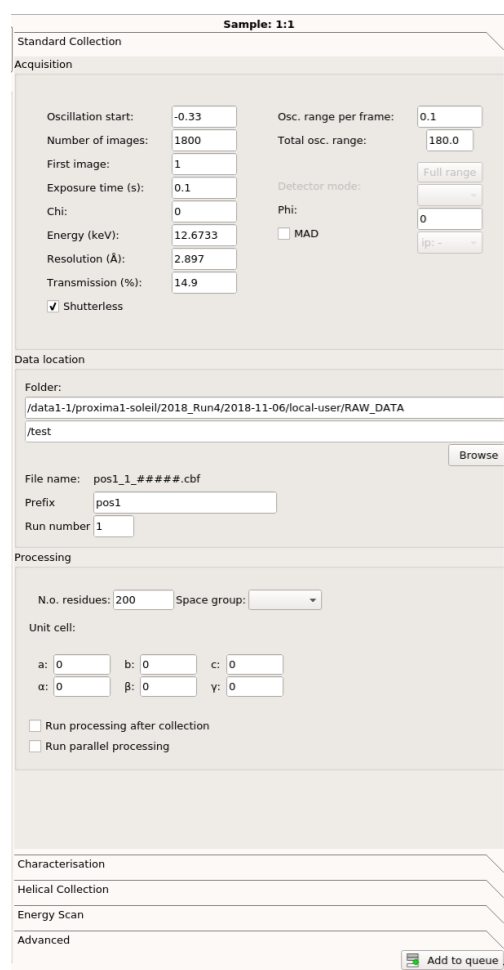 Sample: 1:1
Standard Collection
Acquisition
Oscillation start: -0.33 Osc. range per frame: 0.1
Number of images: 1800 Total osc. range: 180.0
First image: 1 Full range
Exposure time (s): 0.1 Detector mode:
Chi: 0 Phi: 0
Energy (keV): 12.6733 MAD ip: -
Resolution (Å): 2.897
Transmission (%): 14.9
Shutterless
Data location
Folder:
/data1-1/proxima1-soleil/2018_Run4/2018-11-06/local-user/RAW_DATA
/test
Browse
File name: pos1_1_#####.cbf
Prefix pos1
Run number 1
Processing
N.o. residues: 200 Space group:
Unit cell:
a: 0 b: 0 c: 0
α: 0 β: 0 γ: 0
Run processing after collection
Run parallel processing
Characterisation
Helical Collection
Energy Scan
Advanced
Add to queue